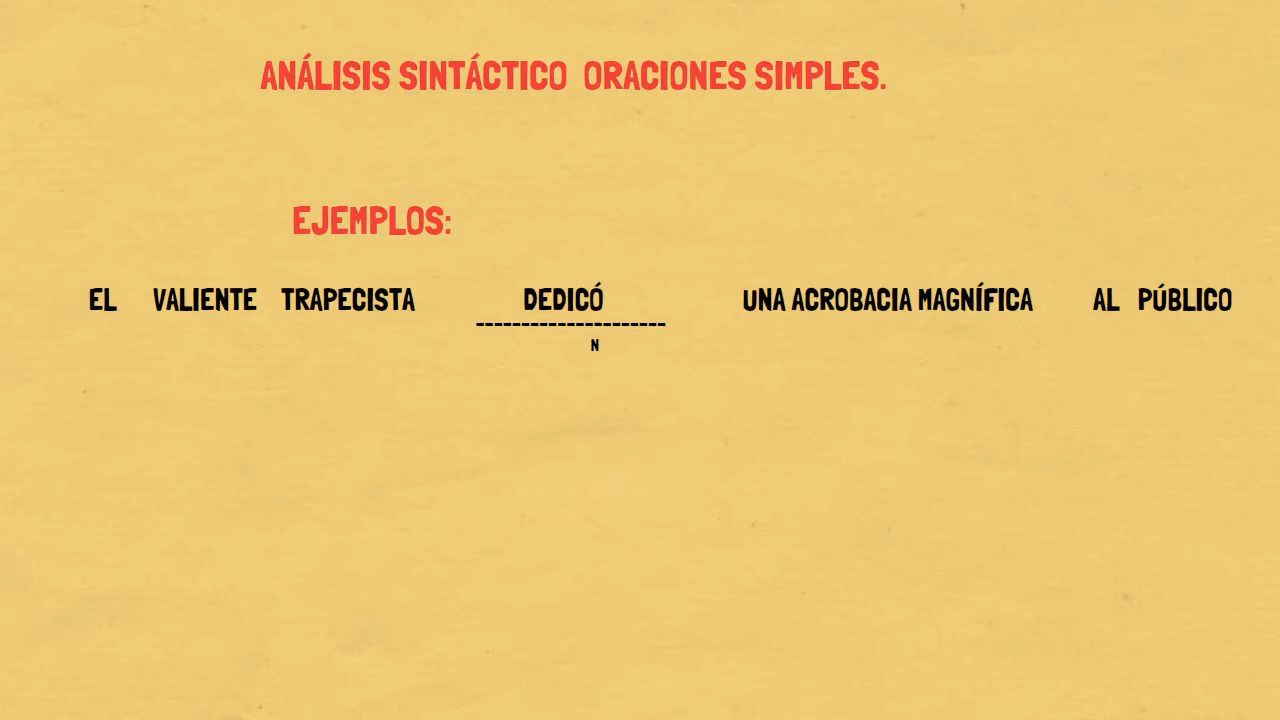 ANÁLISIS SINTÁCTICO ORACIONES SIMPLES.
EJEMPLOS:
EL VALIENTE TRAPECISTA DEDICÓ UNA ACROBACIA MAGNÍFICA AL PÚBLICO
---------------------
N